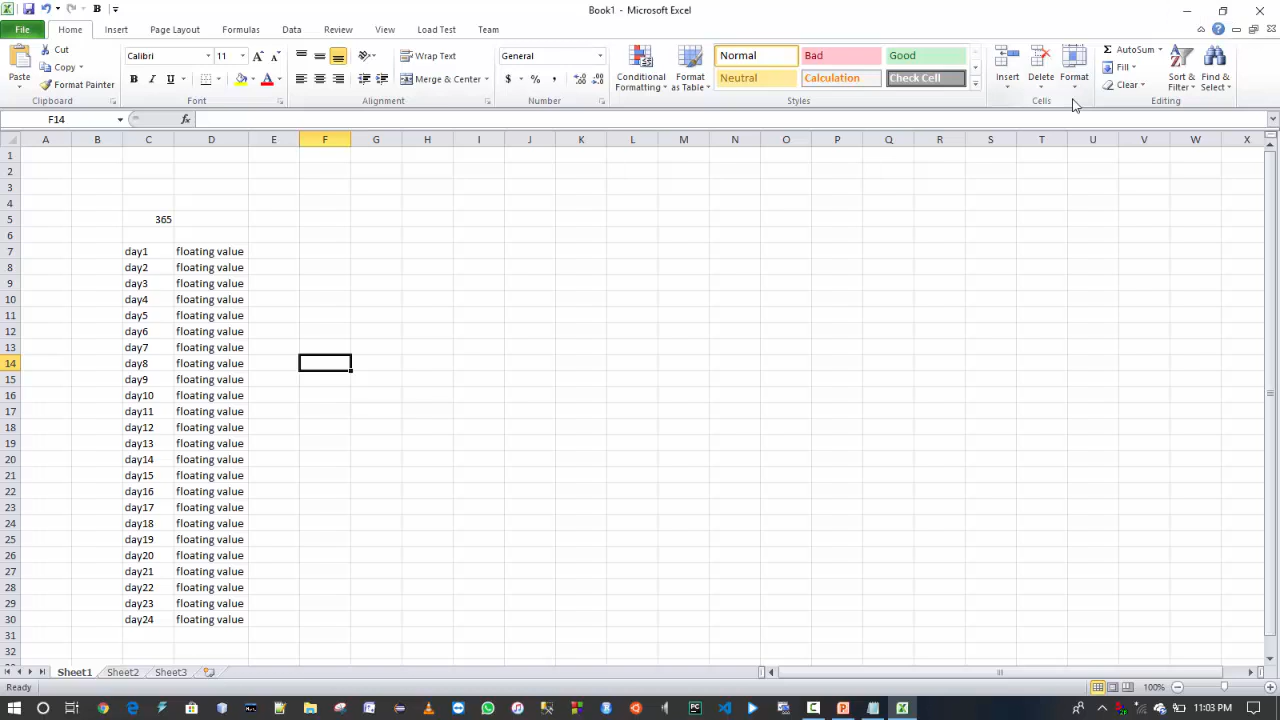 Book1 - Microsoft Excel
File Home Insert Page Layout Formulas Data Review View Load Test Team
Cut Calibri 11 Wrap Text General Normal Bad Good AutoSum
Paste Copy Merge & Center Conditional Formatting Format as Table Neutral Calculation Check Cell Insert Delete Format Fill Sort & Filter Find & Select
Format Painter Clear
Clipboard Font Alignment Number Styles Cells Editing
F14 fx
A B C D E F G H I J K L M N O P Q R S T U V W X
1
2
3
4
5 365
6
7 day1 floating value
8 day2 floating value
9 day3 floating value
10 day4 floating value
11 day5 floating value
12 day6 floating value
13 day7 floating value
14 day8 floating value
15 day9 floating value
16 day10 floating value
17 day11 floating value
18 day12 floating value
19 day13 floating value
20 day14 floating value
21 day15 floating value
22 day16 floating value
23 day17 floating value
24 day18 floating value
25 day19 floating value
26 day20 floating value
27 day21 floating value
28 day22 floating value
29 day23 floating value
30 day24 floating value
31
32
Sheet1 Sheet2 Sheet3
Ready 100%
11:03 PM